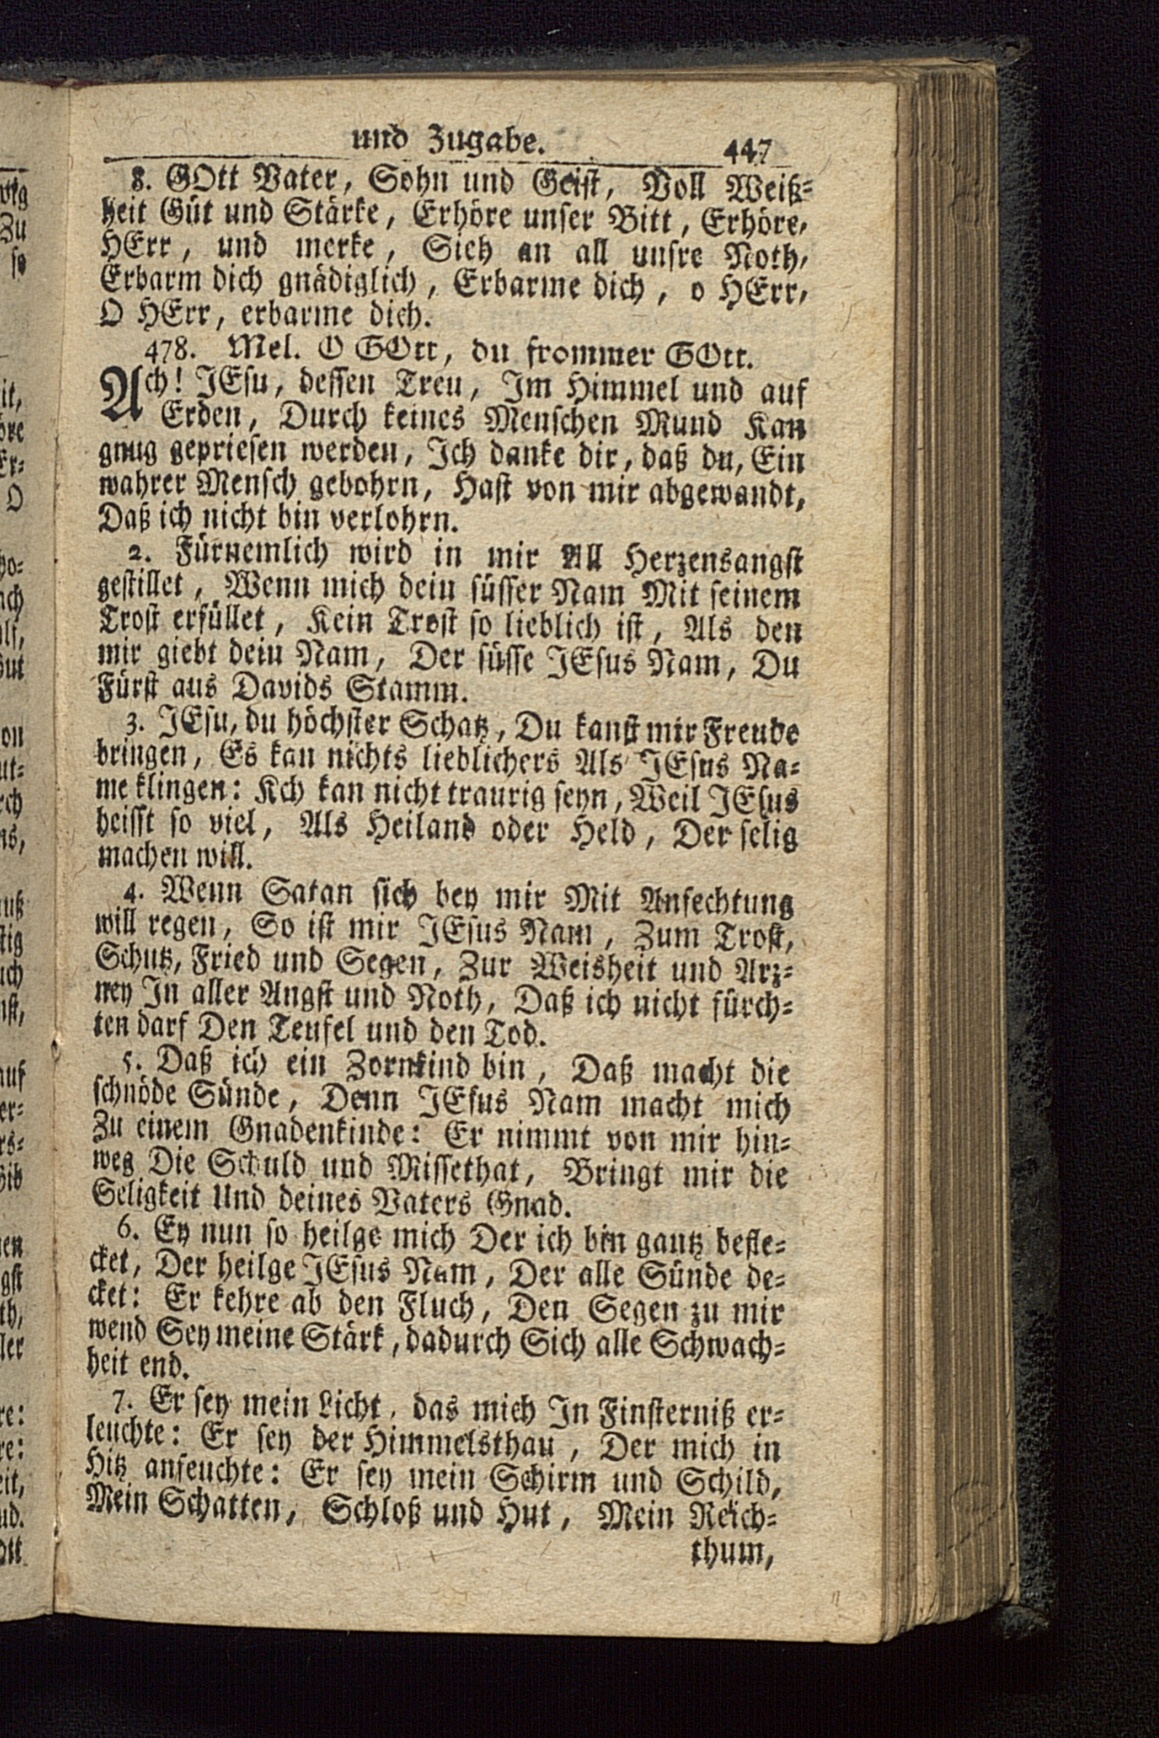 und Zugabe. 447
8. GOtt Vater, Sohn und Geist, Voll Weiß-
heit Güt und Stärke, Erhöre unser Bitt, Erhöre,
HErr, und merke, Sieh an all unsre Noth,
Erbarm dich gnädiglich, Erbarme dich, o HErr,
O HErr, erbarme dich.
478. Mel. O GOtt, du frommer GOtt.
Ach! JEsu, dessen Treu, Im Himmel und auf
Erden, Durch keines Menschen Mund Kan
gnug gepriesen werden, Ich danke dir, daß du, Ein
wahrer Mensch gebohrn, Hast von mir abgewandt,
Daß ich nicht bin verlohrn.
2. Fürnemlich wird in mir All Herzensangst
gestillet, Wenn mich dein süsser Nam Mit seinem
Trost erfüllet, Kein Trost so lieblich ist, Als den
mir giebt dein Nam, Der süsse JEsus Nam, Du
Fürst aus Davids Stamm.
3. JEsu, du höchster Schatz, Du kanst mir Freude
bringen, Es kan nichts lieblichers Als JEsus Na-
me klingen: Kch kan nicht traurig seyn, Weil JEsus
heisst so viel, Als Heiland oder Held, Der selig
machen will.
4. Wenn Satan sich bey mir Mit Anfechtung
will regen, So ist mir JEsus Nam, Zum Trost,
Schutz, Fried und Segen, Zur Weisheit und Arz-
ney In aller Angst und Noth, Daß ich nicht fürch-
ten darf Den Teufel und den Tod.
5. Daß ich ein Zornkind bin, Daß macht die
schnöde Sünde, Denn JEsus Nam macht mich
Zu einem Gnadenkinde: Er nimmt von mir hin-
weg Die Schuld und Missethat, Bringt mir die
Seligkeit Und deines Vaters Gnad.
6. Ey nun so heilge mich Der ich bin gantz befle-
cket, Der heilge JEsus Nam, Der alle Sünde de-
cket: Er kehre ab den Fluch, Den Segen zu mir
wend Sey meine Stärk, dadurch Sich alle Schwach-
heit end.
7. Er sey mein Licht, das mich In Finsterniß er-
leuchte: Er sey der Himmelsthau, Der mich in
Hitz anfeuchte: Er sey mein Schirm und Schild,
Mein Schatten, Schloß und Hut, Mein Reich-
thum,